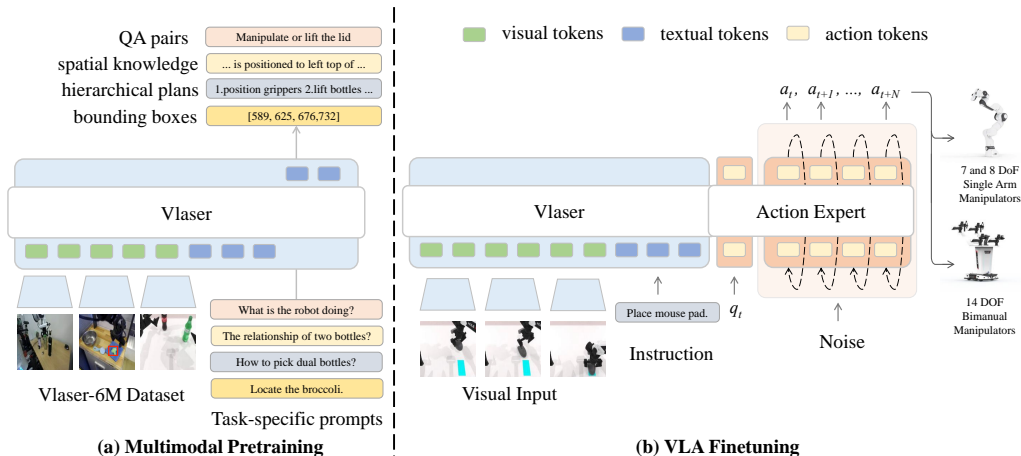 QA pairs
Manipulate or lift the lid
spatial knowledge
... is positioned to left top of ...
hierarchical plans
1.position grippers 2.lift bottles ...
bounding boxes
[589, 625, 676,732]
Vlaser
What is the robot doing?
The relationship of two bottles?
How to pick dual bottles?
Locate the broccoli.
Vlaser-6M Dataset
Task-specific prompts
(a) Multimodal Pretraining
visual tokens
textual tokens
action tokens
a_t, a_{t+1}, ..., a_{t+N}
Vlaser
Action Expert
7 and 8 DoF
Single Arm
Manipulators
14 DOF
Bimanual
Manipulators
Place mouse pad.
q_t
Instruction
Noise
Visual Input
(b) VLA Finetuning